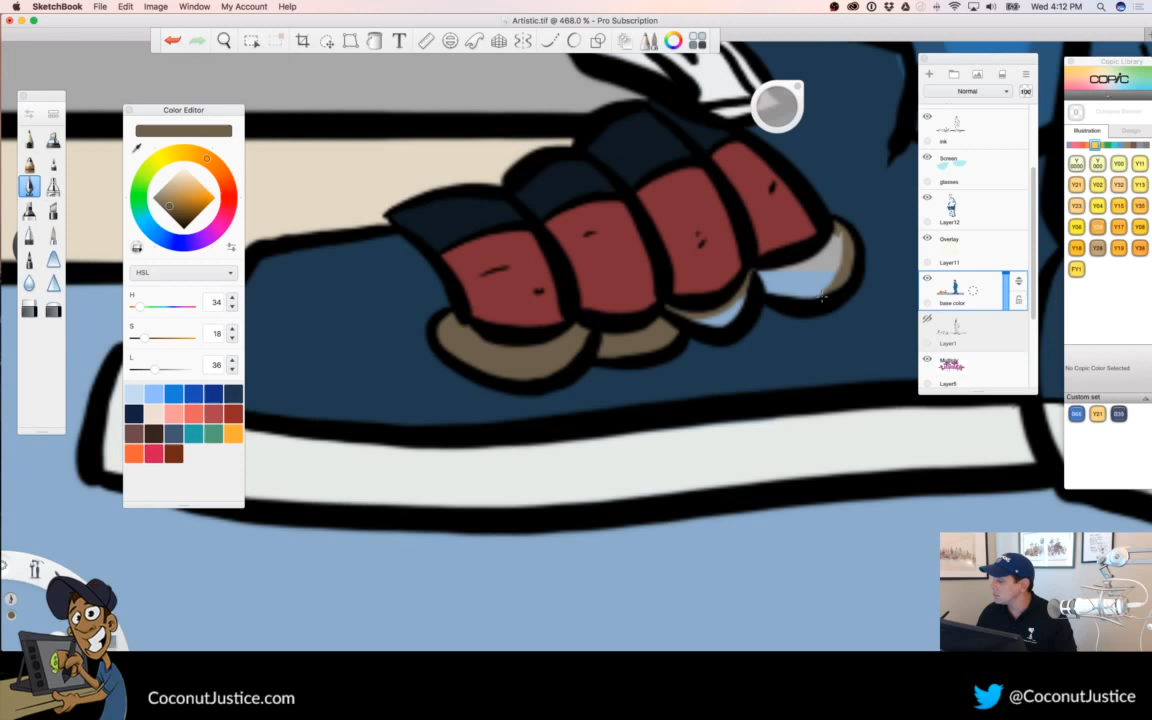 SketchBook File Edit Image Window My Account Help
Wed 4:12 PM
Artistic.tif @ 468.0 % - Pro Subscription
T
Color Editor
HSL
H 34
S 18
L 36
Normal 100
ink
Screen
glasses
Layer12
Overlay
Layer11
base color
Layer1
Multiply
Layer5
Copic Library
COPIC
Illustration Design
Y0000 Y000 Y00 Y11
Y21 Y02 Y32 Y13
Y23 Y04 Y15 Y35
Y06 Y17 Y08
Y18 Y28 Y19 Y38
FY1
No Copic Color Selected
Custom set
Y21
CoconutJustice.com
@CoconutJustice